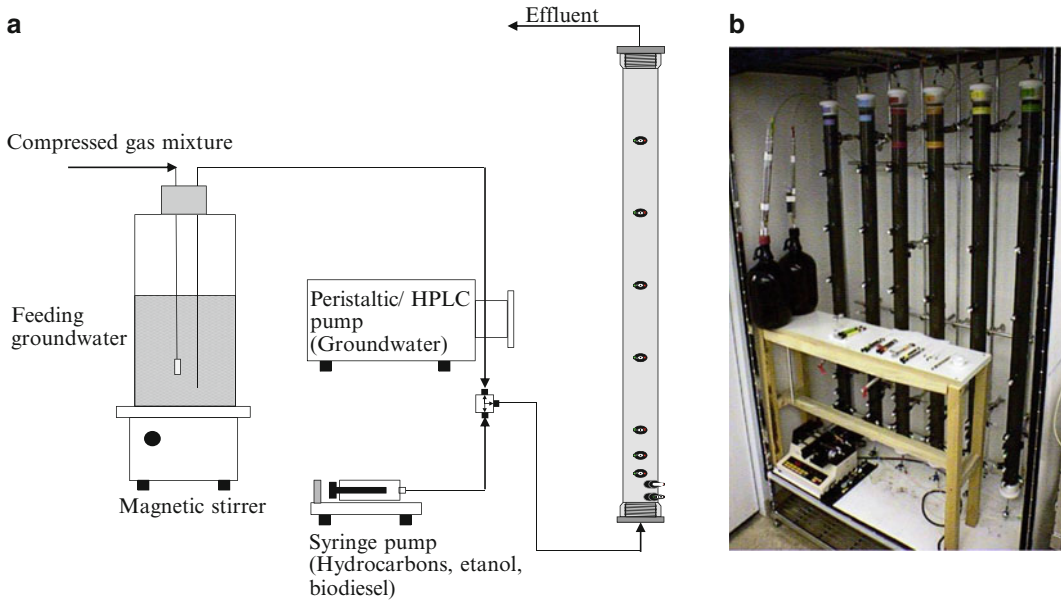 a
Effluent
b
Compressed gas mixture
Feeding
groundwater
Peristaltic/ HPLC
pump
(Groundwater)
Magnetic stirrer
Syringe pump
(Hydrocarbons, etanol,
biodiesel)